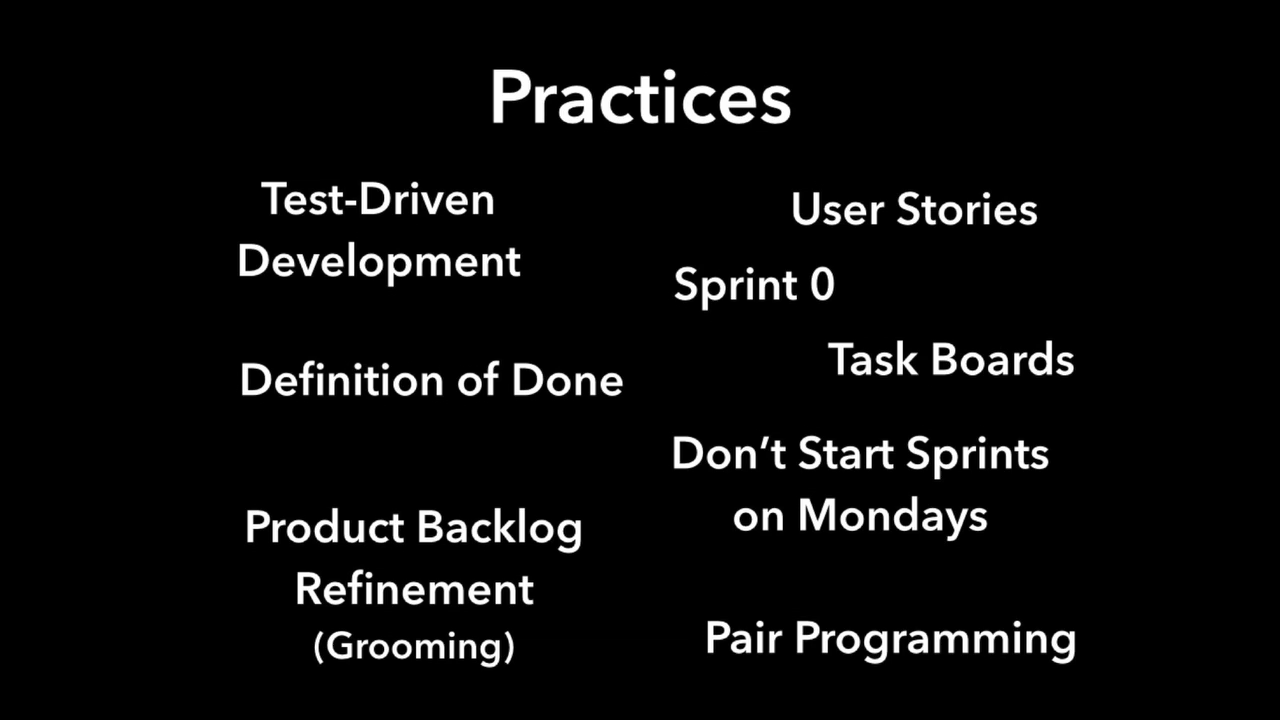 Practices
Test-Driven
Development
Definition of Done
Product Backlog
Refinement
(Grooming)
User Stories
Sprint 0
Task Boards
Don’t Start Sprints
on Mondays
Pair Programming